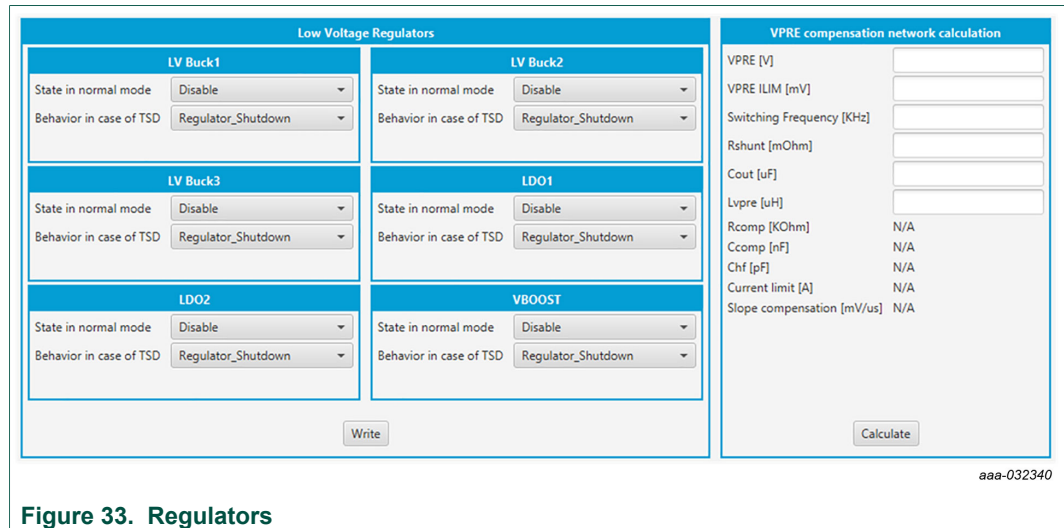 Low Voltage Regulators
LV Buck1
State in normal mode Disable
Behavior in case of TSD Regulator_Shutdown
LV Buck2
State in normal mode Disable
Behavior in case of TSD Regulator_Shutdown
LV Buck3
State in normal mode Disable
Behavior in case of TSD Regulator_Shutdown
LDO1
State in normal mode Disable
Behavior in case of TSD Regulator_Shutdown
LDO2
State in normal mode Disable
Behavior in case of TSD Regulator_Shutdown
VBOOST
State in normal mode Disable
Behavior in case of TSD Regulator_Shutdown
Write
VPRE compensation network calculation
VPRE [V]
VPRE ILIM [mV]
Switching Frequency [KHz]
Rshunt [mOhm]
Cout [uF]
Lvpre [uH]
Rcomp [KOhm] N/A
Ccomp [nF] N/A
Chf [pF] N/A
Current limit [A] N/A
Slope compensation [mV/us] N/A
Calculate
aaa-032340
Figure 33. Regulators